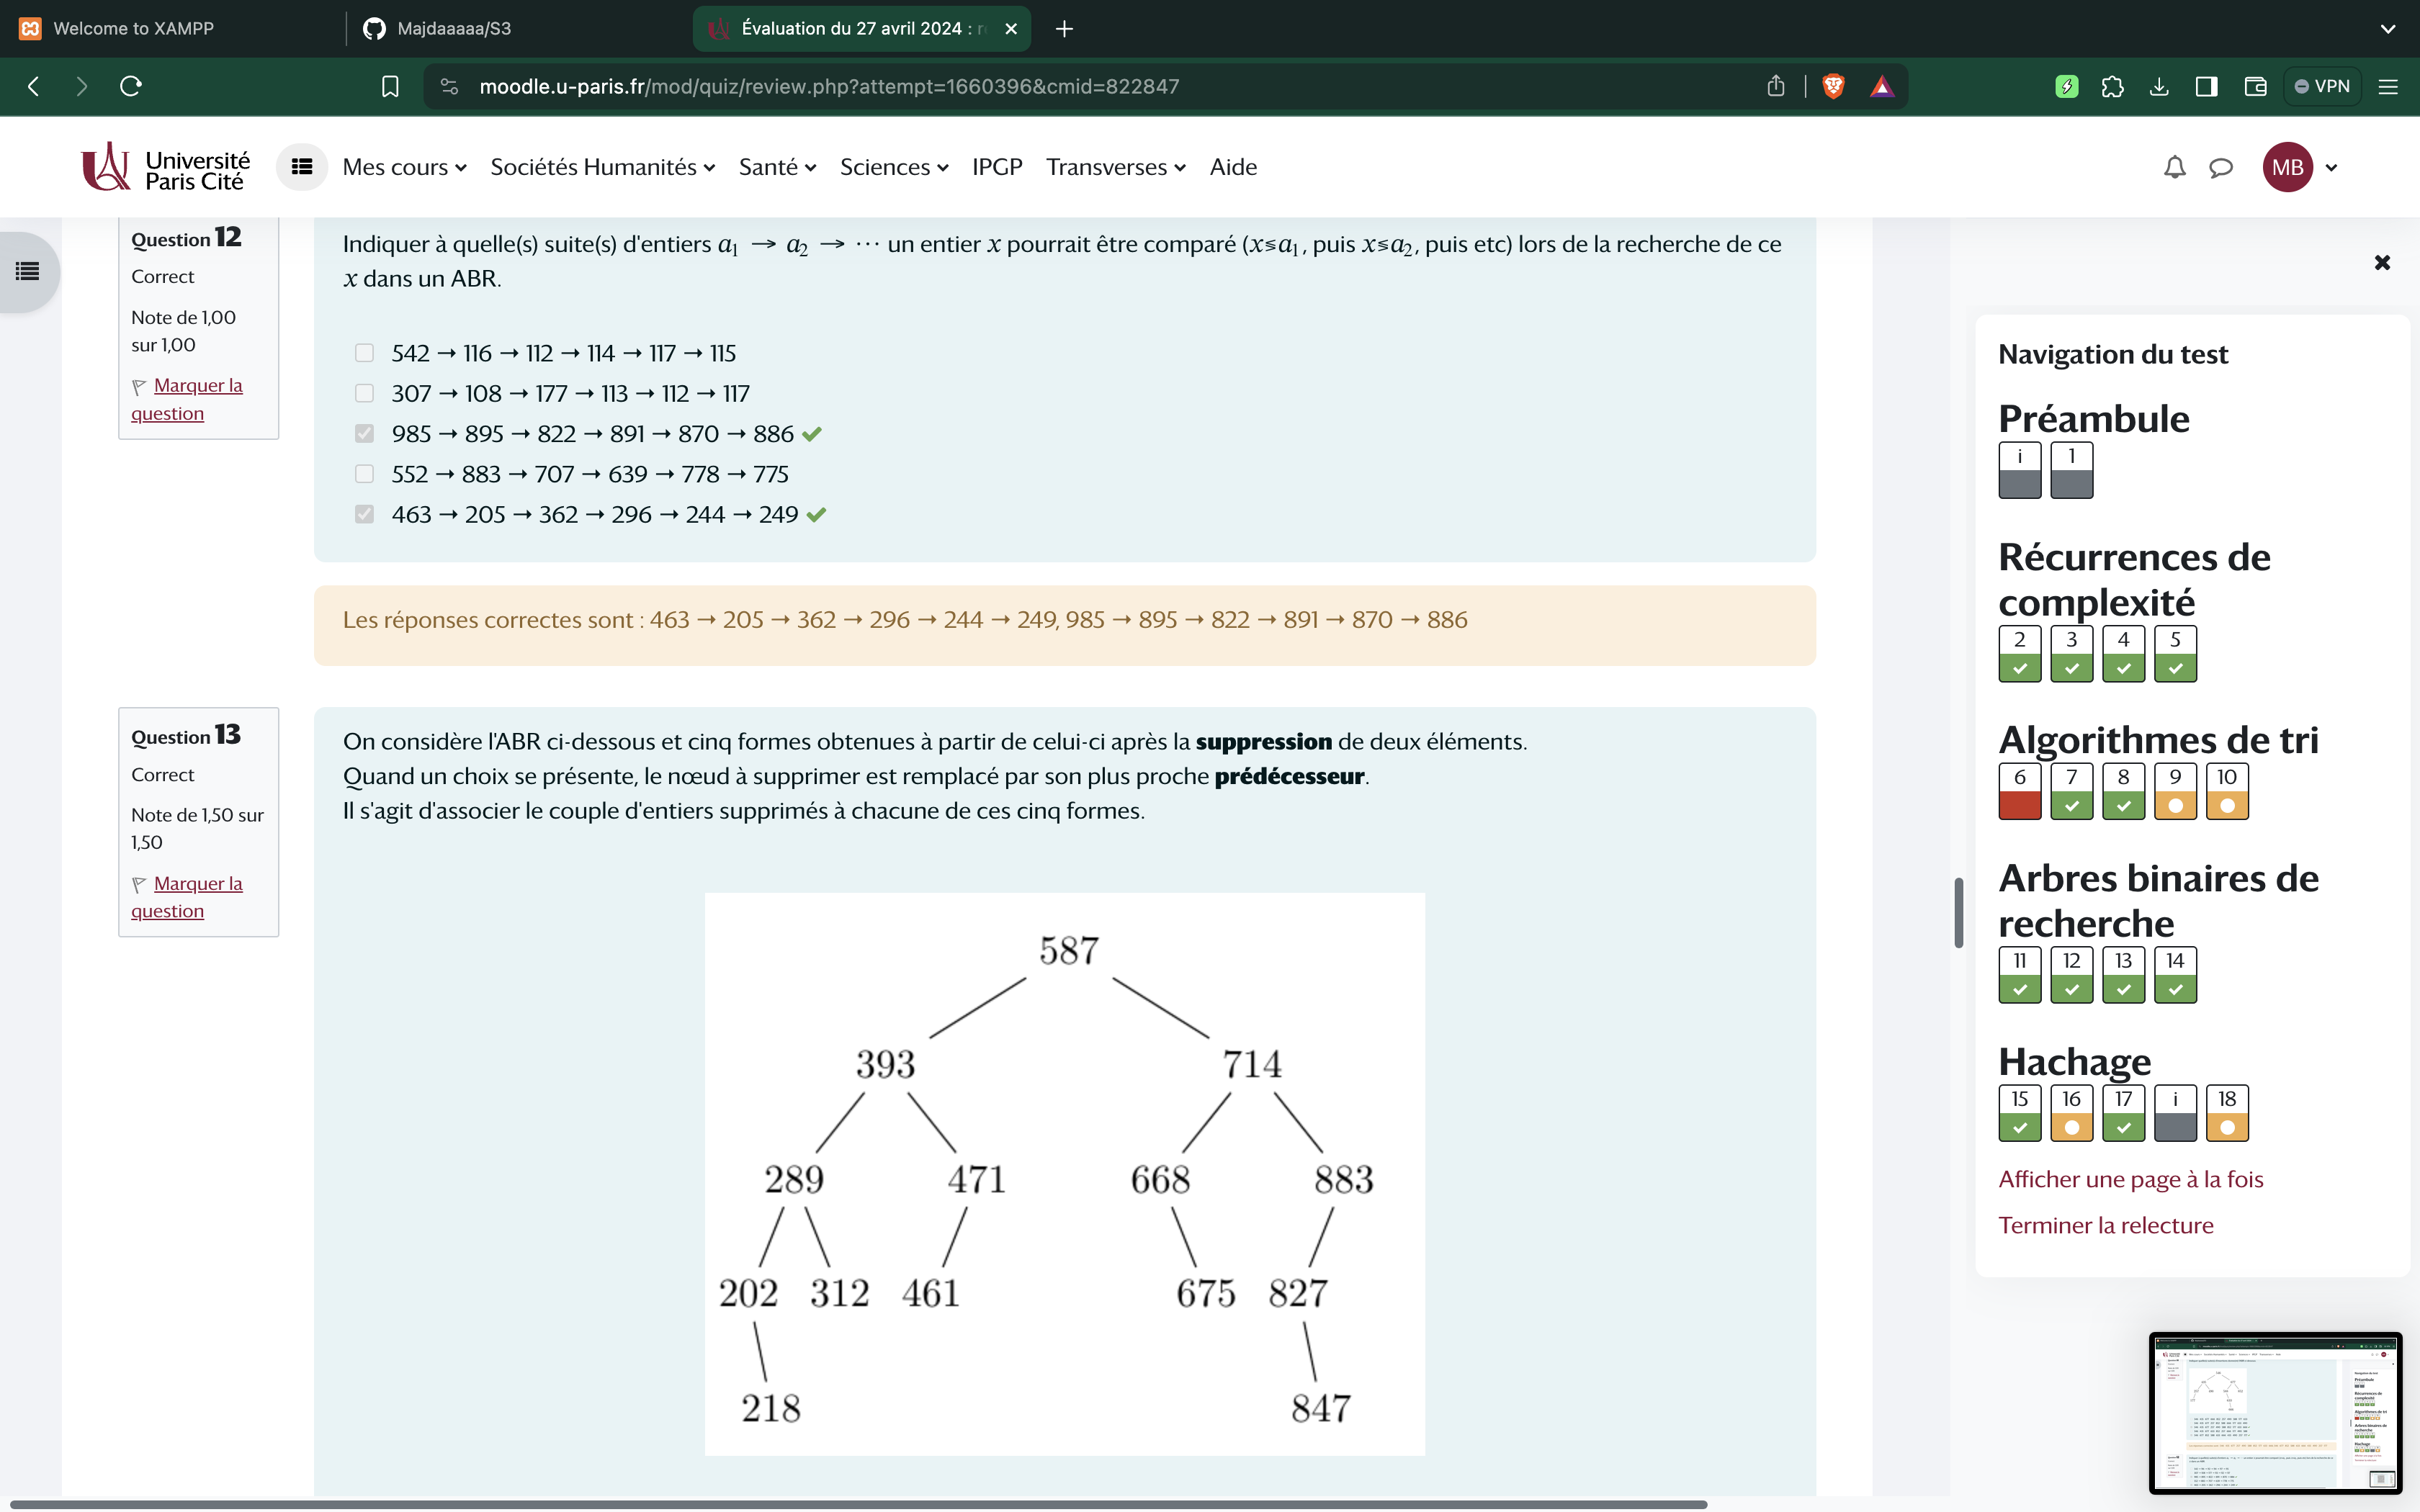 Welcome to XAMPP
Majdaaaaa/S3
Évaluation du 27 avril 2024 : r
moodle.u-paris.fr/mod/quiz/review.php?attempt=1660396&cmid=822847
VPN
Université
Paris Cité
Mes cours
Sociétés Humanités
Santé
Sciences
IPGP
Transverses
Aide
MB
Question 12
Correct
Note de 1,00
sur 1,00
Marquer la
question
Indiquer à quelle(s) suite(s) d'entiers a₁ → a₂ → ⋯ un entier x pourrait être comparé (x≶a₁, puis x≶a₂, puis etc) lors de la recherche de ce
x dans un ABR.
542 → 116 → 112 → 114 → 117 → 115
307 → 108 → 177 → 113 → 112 → 117
985 → 895 → 822 → 891 → 870 → 886
552 → 883 → 707 → 639 → 778 → 775
463 → 205 → 362 → 296 → 244 → 249
Les réponses correctes sont : 463 → 205 → 362 → 296 → 244 → 249, 985 → 895 → 822 → 891 → 870 → 886
Question 13
Correct
Note de 1,50 sur
1,50
Marquer la
question
On considère l'ABR ci-dessous et cinq formes obtenues à partir de celui-ci après la suppression de deux éléments.
Quand un choix se présente, le nœud à supprimer est remplacé par son plus proche prédécesseur.
Il s'agit d'associer le couple d'entiers supprimés à chacune de ces cinq formes.
587
393 714
289 471 668 883
202 312 461 675 827
218 847
Navigation du test
Préambule
i 1
Récurrences de
complexité
2 3 4 5
Algorithmes de tri
6 7 8 9 10
Arbres binaires de
recherche
11 12 13 14
Hachage
15 16 17 i 18
Afficher une page à la fois
Terminer la relecture